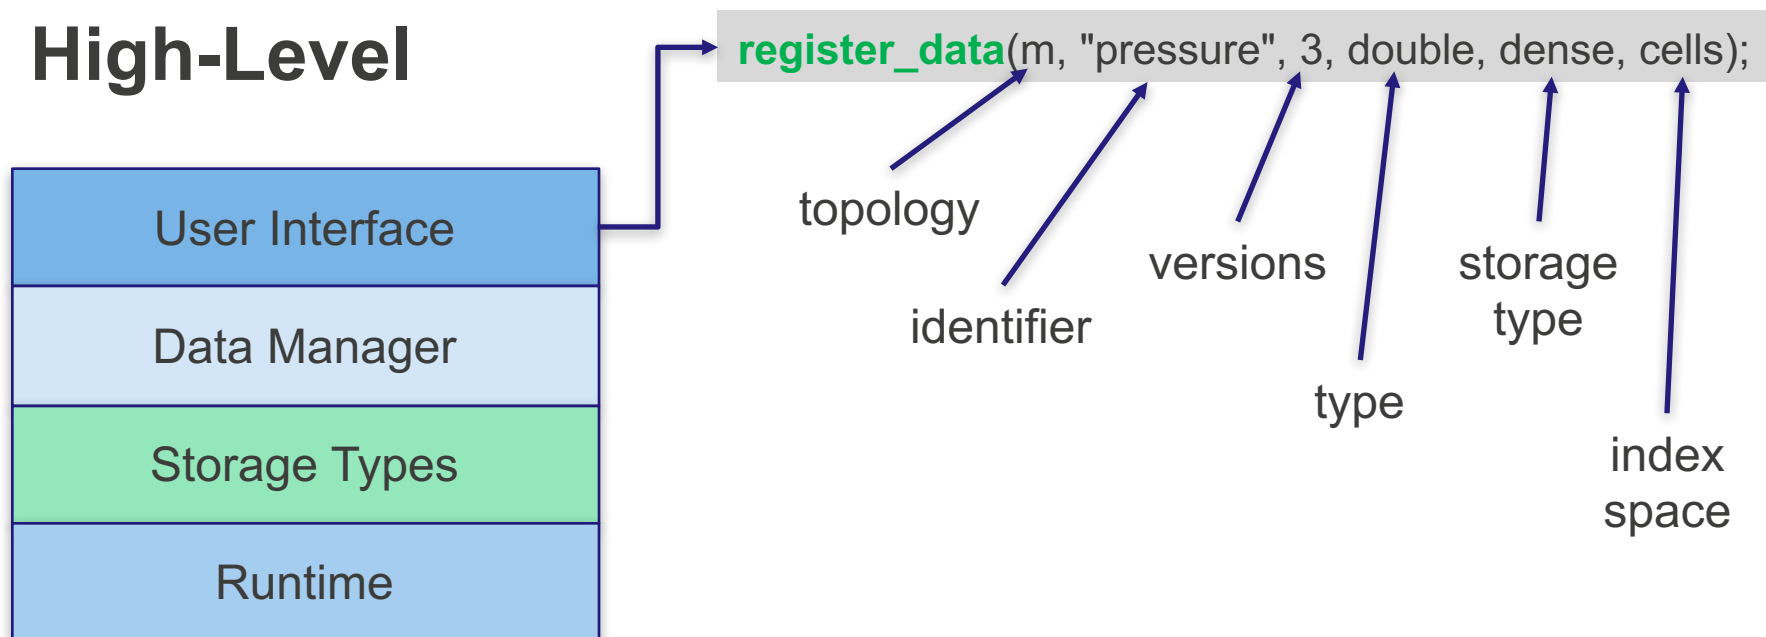 High-Level
register_data(m, "pressure", 3, double, dense, cells);
User Interface
Data Manager
Storage Types
Runtime
topology
identifier
versions
type
storage
type
index
space